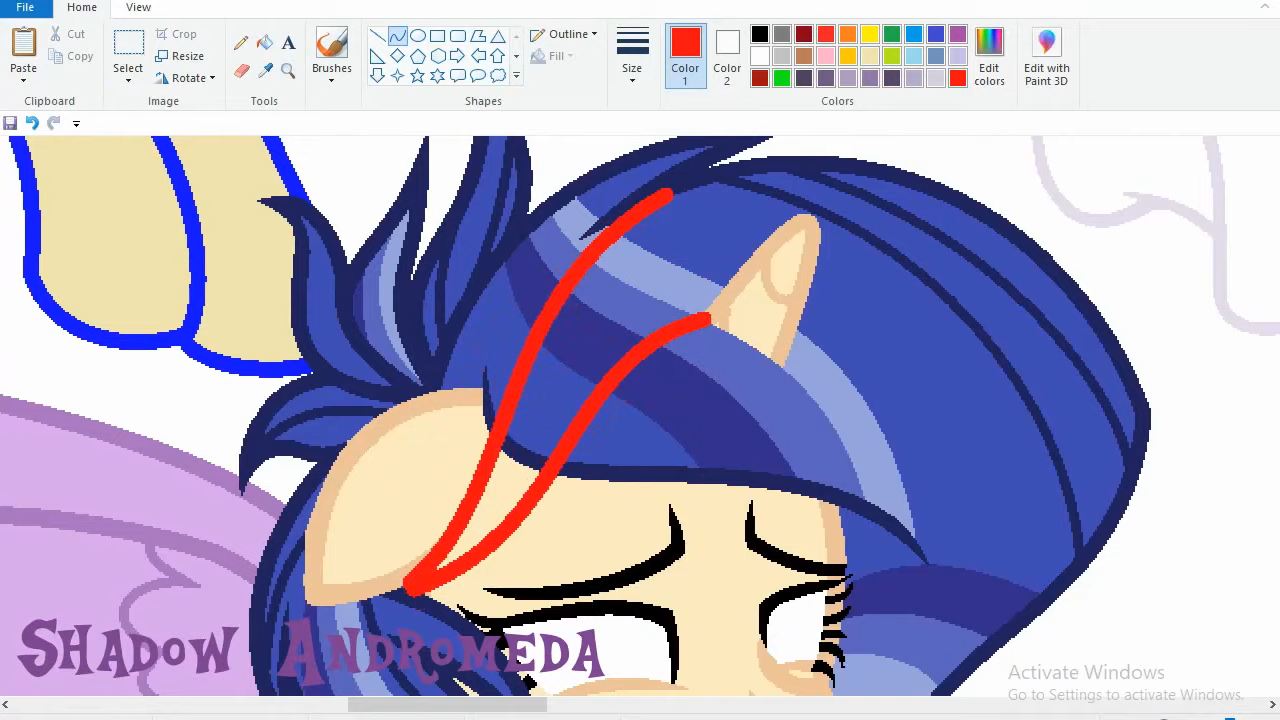 File Home View
Cut Crop Outline
Paste Copy Select Resize Brushes Fill Size Color 1 Color 2 Edit colors Edit with Paint 3D
Rotate
Clipboard Image Tools Shapes Colors
A
Shadow Andromeda
Activate Windows
Go to Settings to activate Windows.